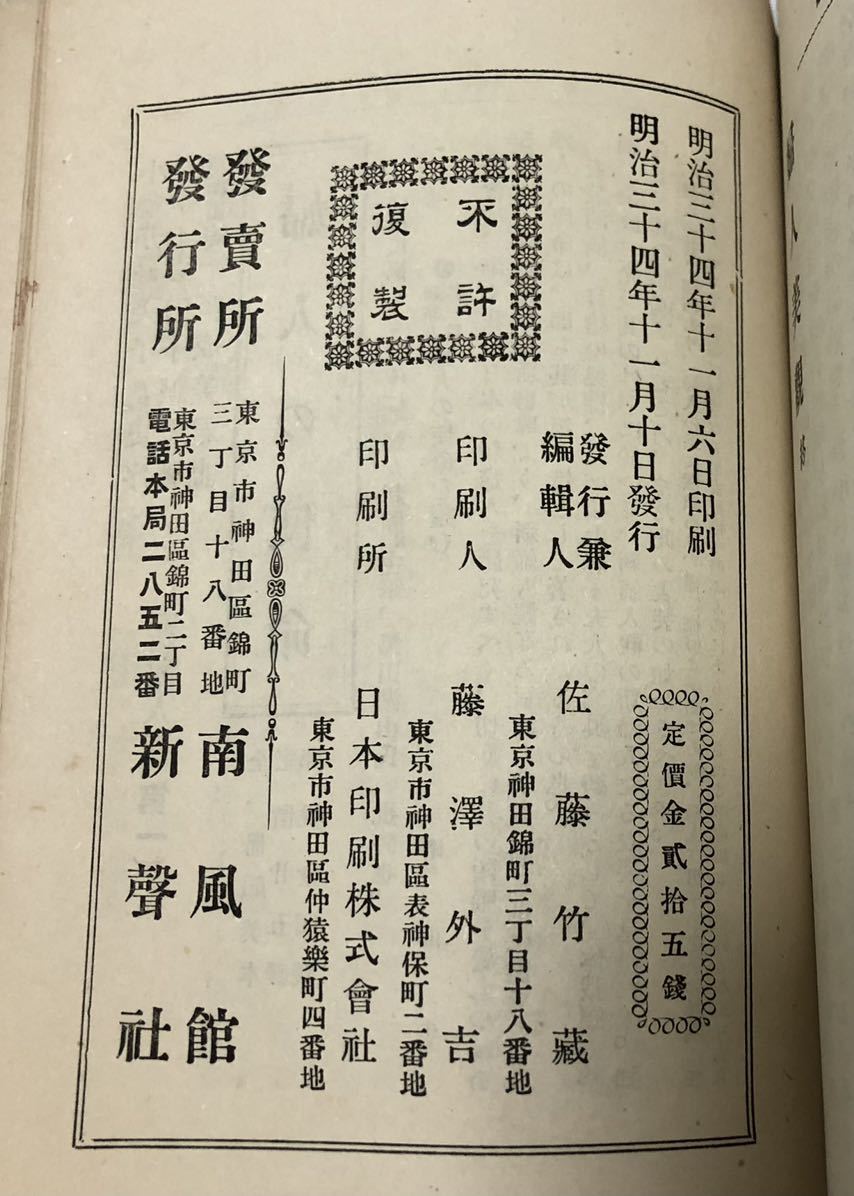 明治三十四年十一月六日印刷
明治三十四年十一月十日發行
定價金貳拾五錢
不許
復製
發行兼
編輯人
佐藤竹藏
東京神田錦町三丁目十八番地
印刷人
藤澤外吉
東京市神田區表神保町二番地
印刷所
日本印刷株式會社
東京市神田區仲猿樂町四番地
發賣所
東京市神田區錦町
三丁目十八番地
南風館
發行所
東京市神田區錦町二丁目
電話本局二八五二番
新聲社